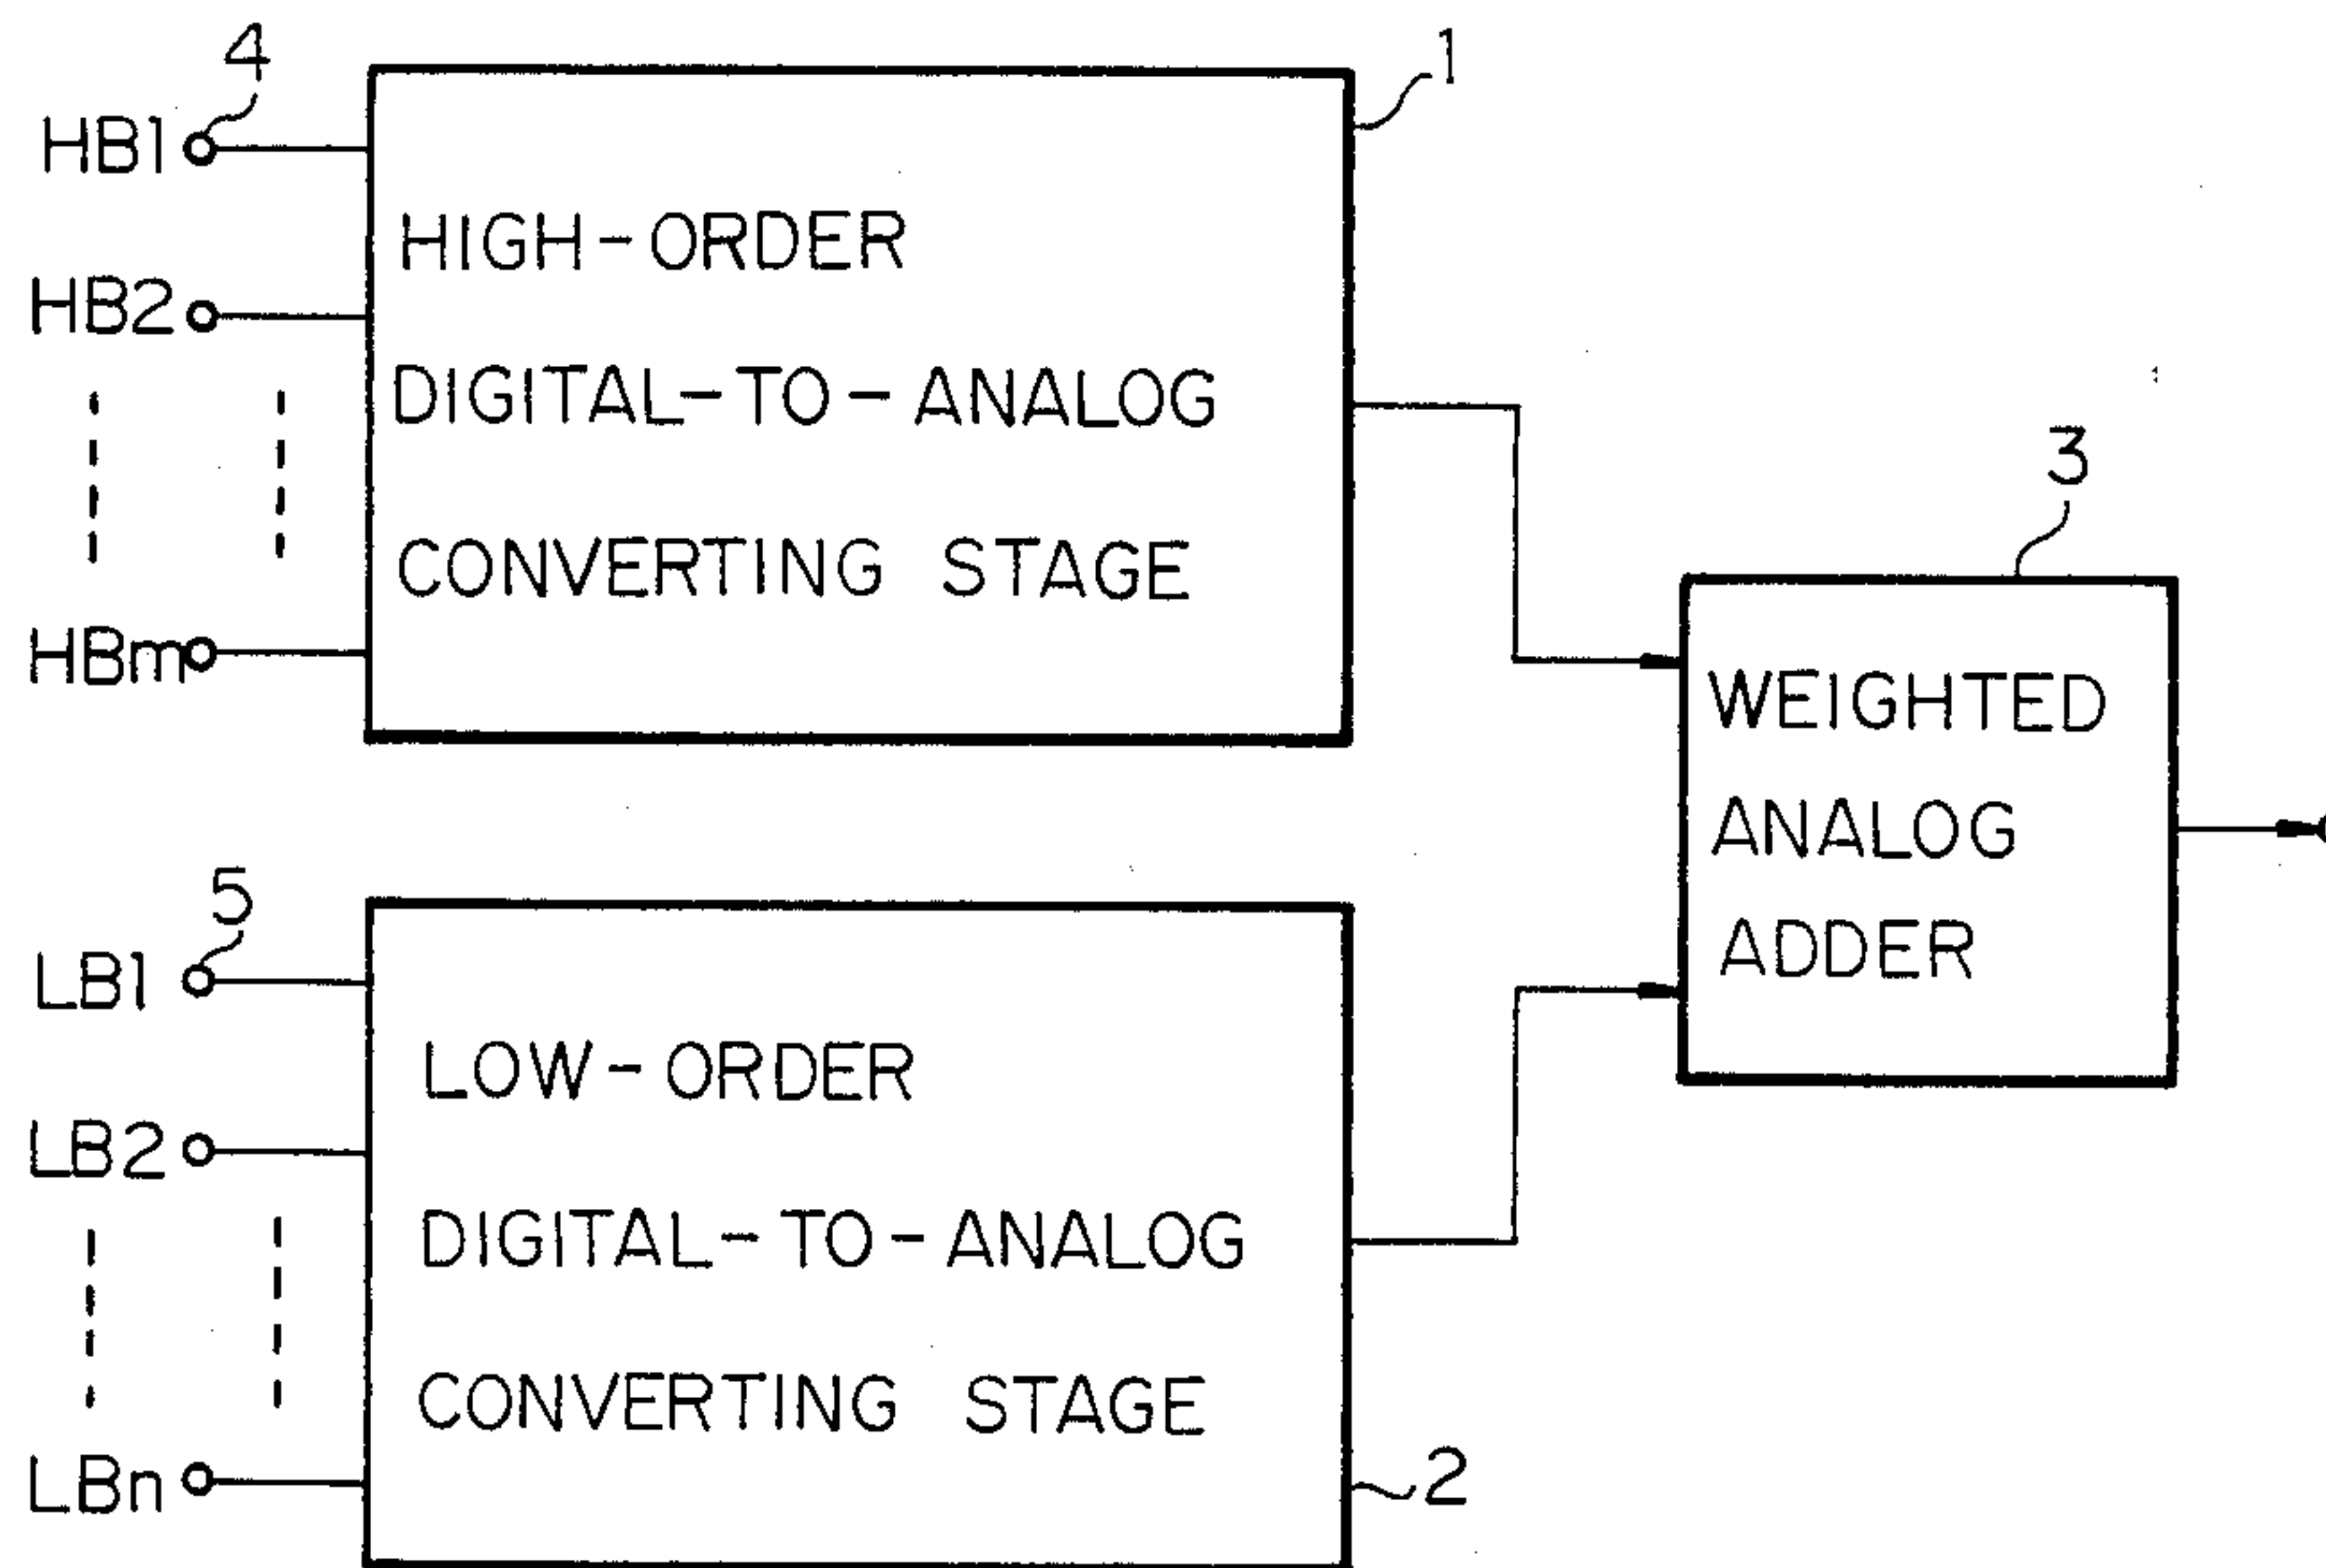 4
1
HB1
HIGH-ORDER
HB2
DIGITAL-TO-ANALOG
CONVERTING STAGE
HBm
3
WEIGHTED
ANALOG
ADDER
5
LB1
LOW-ORDER
LB2
DIGITAL-TO-ANALOG
CONVERTING STAGE
LBn
2